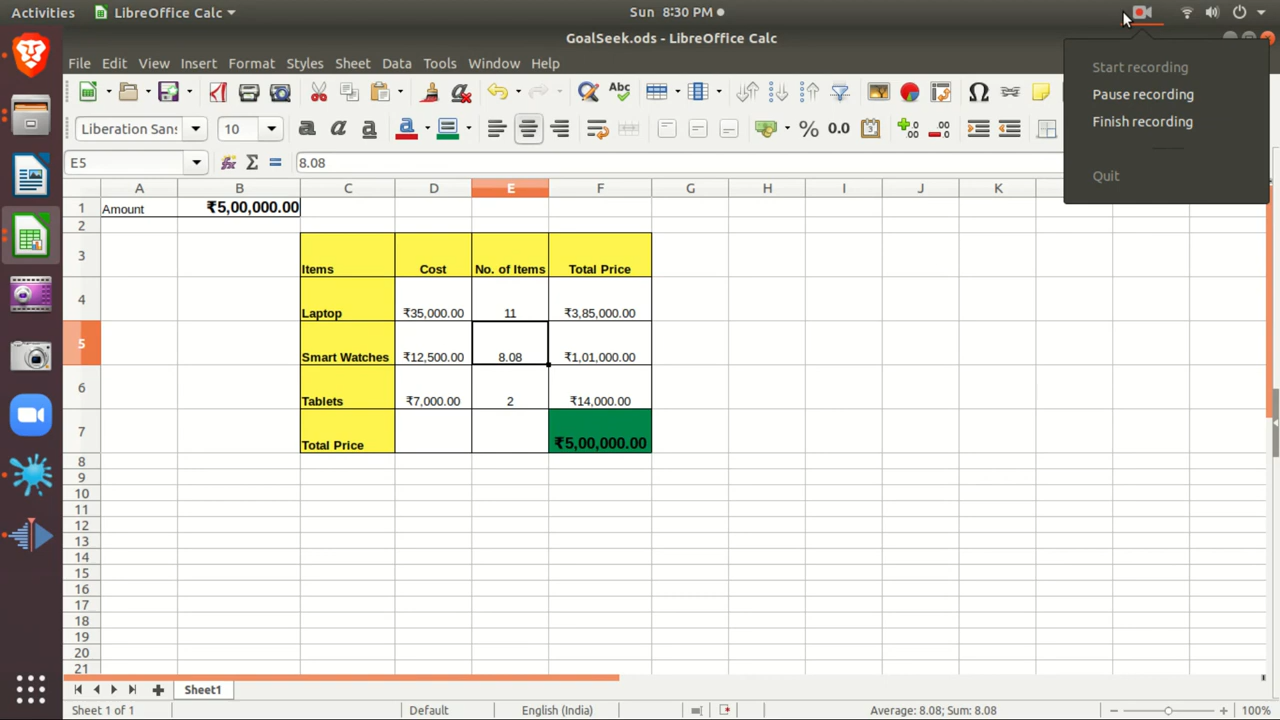 Activities LibreOffice Calc Sun 8:30 PM
GoalSeek.ods - LibreOffice Calc
File Edit View Insert Format Styles Sheet Data Tools Window Help
Start recording
Pause recording
Finish recording
Quit
Abc
Liberation Sans 10 a a a a % 0.0
E5 8.08
A B C D E F G H I J K
1 Amount ₹5,00,000.00
2
3 Items Cost No. of Items Total Price
4 Laptop ₹35,000.00 11 ₹3,85,000.00
5 Smart Watches ₹12,500.00 8.08 ₹1,01,000.00
6 Tablets ₹7,000.00 2 ₹14,000.00
7 Total Price ₹5,00,000.00
8
9
10
11
12
13
14
15
16
17
18
19
20
21
Sheet1
Sheet 1 of 1 Default English (India) Average: 8.08; Sum: 8.08 100%